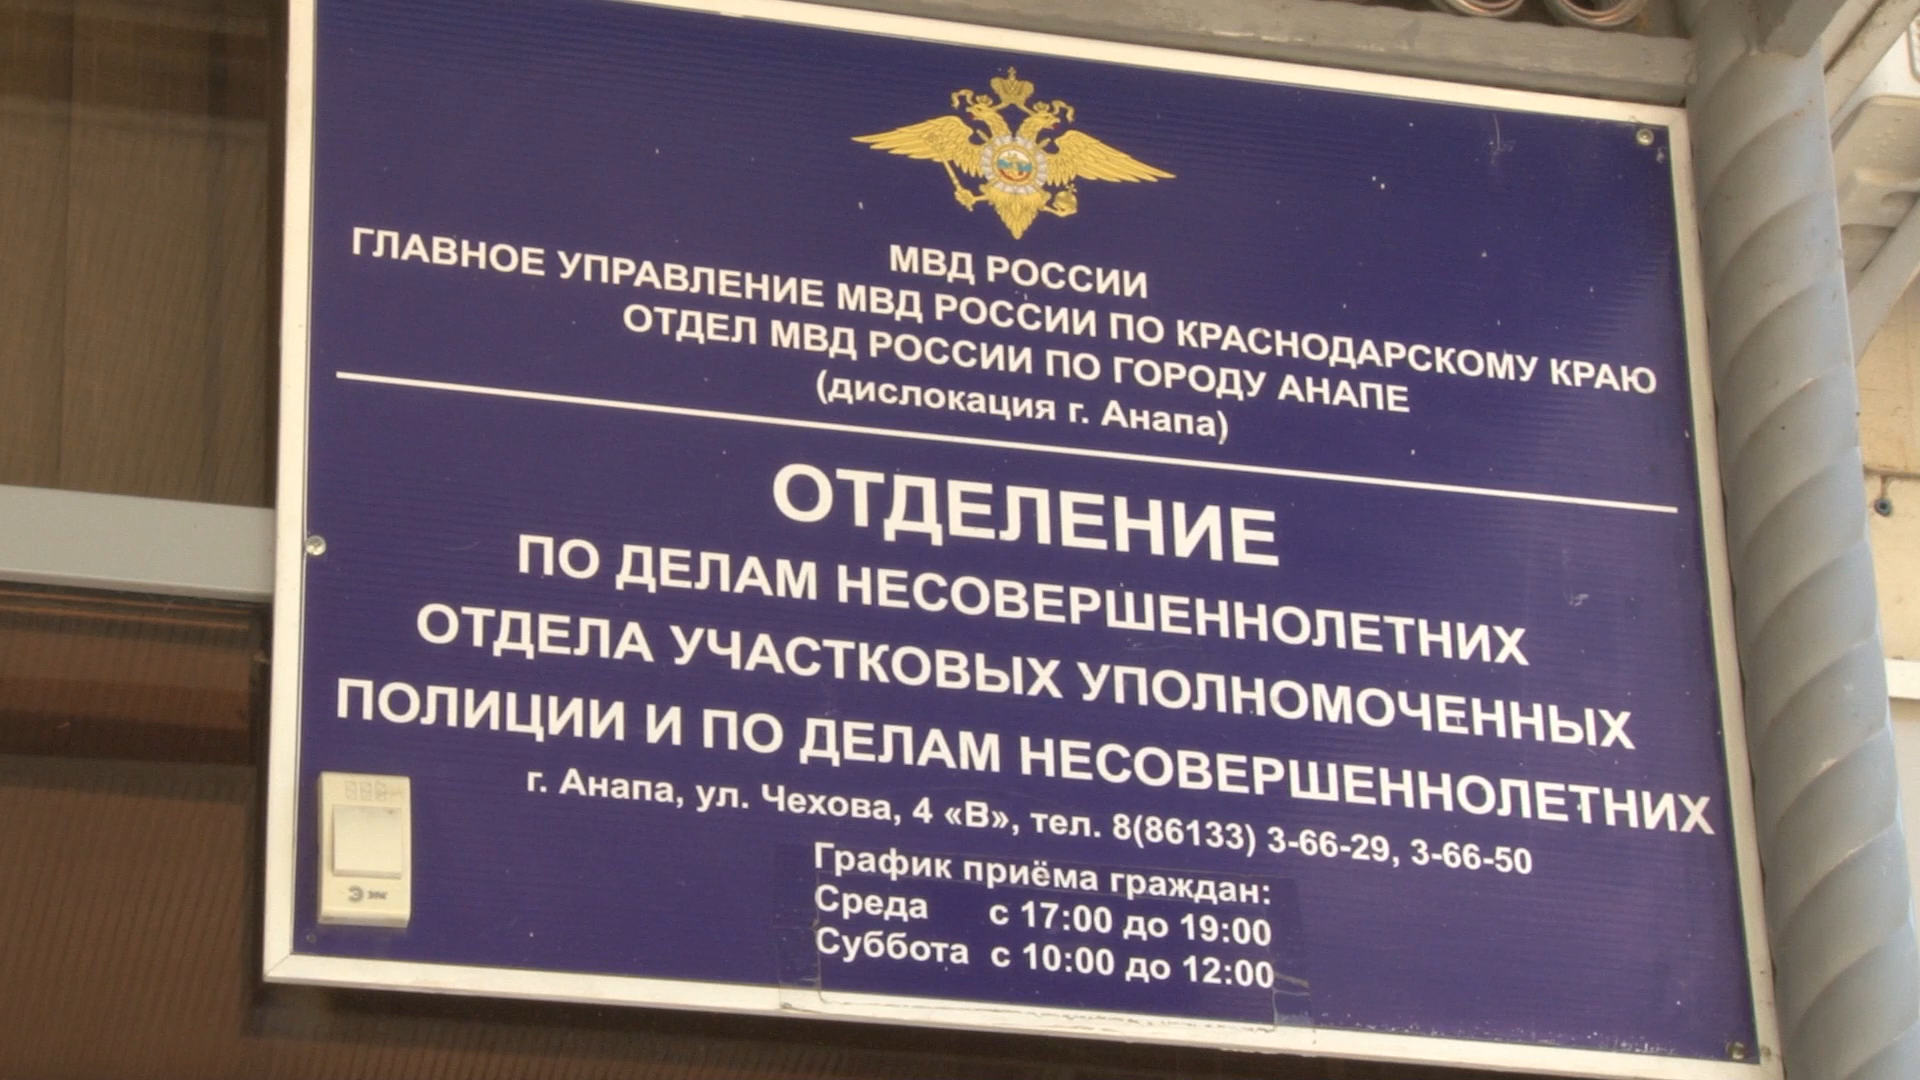 МВД РОССИИ
ГЛАВНОЕ УПРАВЛЕНИЕ МВД РОССИИ ПО КРАСНОДАРСКОМУ КРАЮ
ОТДЕЛ МВД РОССИИ ПО ГОРОДУ АНАПЕ
(дислокация г. Анапа)
ОТДЕЛЕНИЕ
ПО ДЕЛАМ НЕСОВЕРШЕННОЛЕТНИХ
ОТДЕЛА УЧАСТКОВЫХ УПОЛНОМОЧЕННЫХ
ПОЛИЦИИ И ПО ДЕЛАМ НЕСОВЕРШЕННОЛЕТНИХ
г. Анапа, ул. Чехова, 4 «В», тел. 8(86133) 3-66-29, 3-66-50
График приёма граждан:
Среда с 17:00 до 19:00
Суббота с 10:00 до 12:00